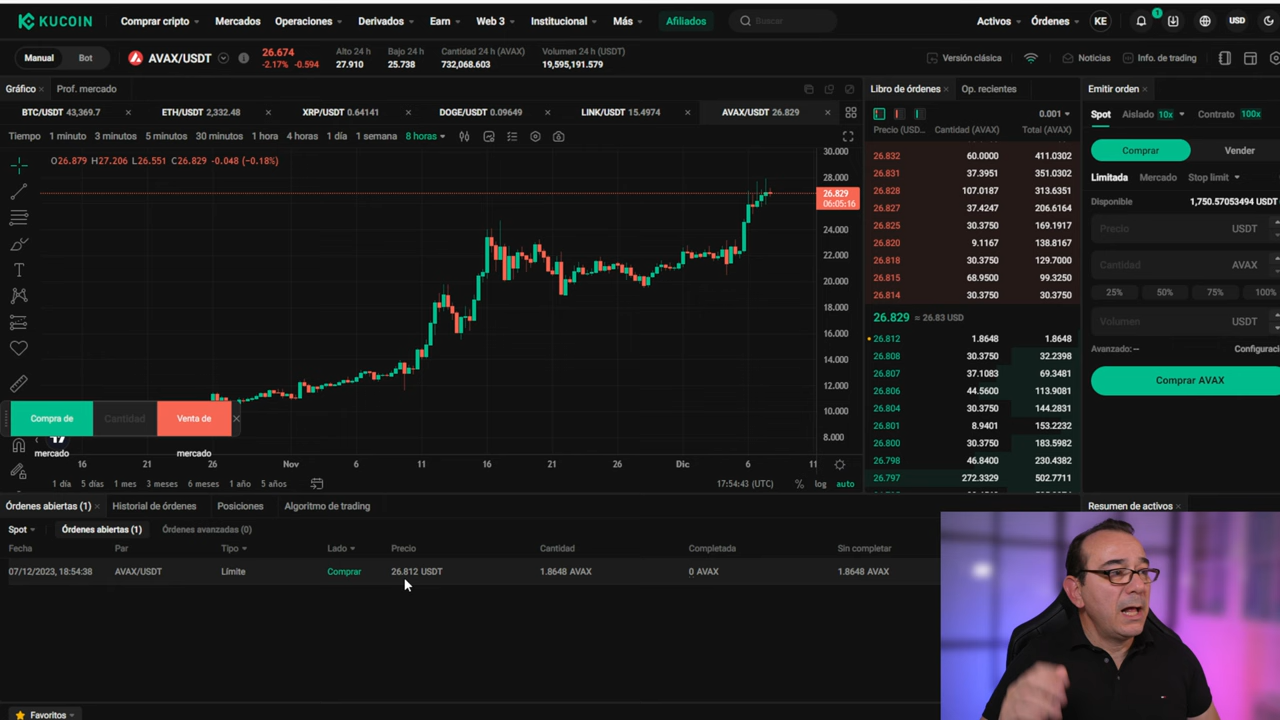 KUCOIN Comprar cripto Mercados Operaciones Derivados Earn Web 3 Institucional Más Afiliados Buscar Activos Órdenes KE 1 USD
Manual Bot AVAX/USDT 26.674 -2.17% -0.594 Alto 24 h 27.910 Bajo 24 h 25.738 Cantidad 24 h (AVAX) 732,068.603 Volumen 24 h (USDT) 19,595,191.579 Versión clásica Noticias Info. de trading
Gráfico Prof. mercado
BTC/USDT 43,369.7 ETH/USDT 2,332.48 XRP/USDT 0.64141 DOGE/USDT 0.09649 LINK/USDT 15.4974 AVAX/USDT 26.829
Tiempo 1 minuto 3 minutos 5 minutos 30 minutos 1 hora 4 horas 1 día 1 semana 8 horas
O26.879 H27.206 L26.551 C26.829 -0.048 (-0.18%)
30.000
28.000
26.829
06:05:16
24.000
22.000
20.000
18.000
16.000
14.000
12.000
10.000
8.000
Compra de mercado Cantidad Venta de mercado
16 21 26 Nov 6 11 16 21 26 Dic 6 11
1 día 5 días 1 mes 3 meses 6 meses 1 año 5 años 17:54:43 (UTC) % log auto
Libro de órdenes Op. recientes
0.001
Precio (USD... Cantidad (AVAX) Total (AVAX)
26.832 60.0000 411.0302
26.831 37.3951 351.0302
26.828 107.0187 313.6351
26.827 37.4247 206.6164
26.825 30.3750 169.1917
26.820 9.1167 138.8167
26.818 30.3750 129.7000
26.815 68.9500 99.3250
26.814 30.3750 30.3750
26.829 ≈ 26.83 USD
26.812 1.8648 1.8648
26.808 30.3750 32.2398
26.807 37.1083 69.3481
26.806 44.5600 113.9081
26.804 30.3750 144.2831
26.801 8.9401 153.2232
26.800 30.3750 183.5982
26.798 46.8400 230.4382
26.797 272.3329 502.7711
Emitir orden
Spot Aislado 10x Contrato 100x
Comprar Vender
Limitada Mercado Stop limit
Disponible 1,750.57053494 USDT
Precio USDT
Cantidad AVAX
25% 50% 75% 100%
Volumen USDT
Avanzado: -- Configuraci
Comprar AVAX
Órdenes abiertas (1) Historial de órdenes Posiciones Algoritmo de trading
Spot Órdenes abiertas (1) Órdenes avanzadas (0)
Fecha Par Tipo Lado Precio Cantidad Completada Sin completar
07/12/2023, 18:54:38 AVAX/USDT Límite Comprar 26.812 USDT 1.8648 AVAX 0 AVAX 1.8648 AVAX
Resumen de activos
Favoritos